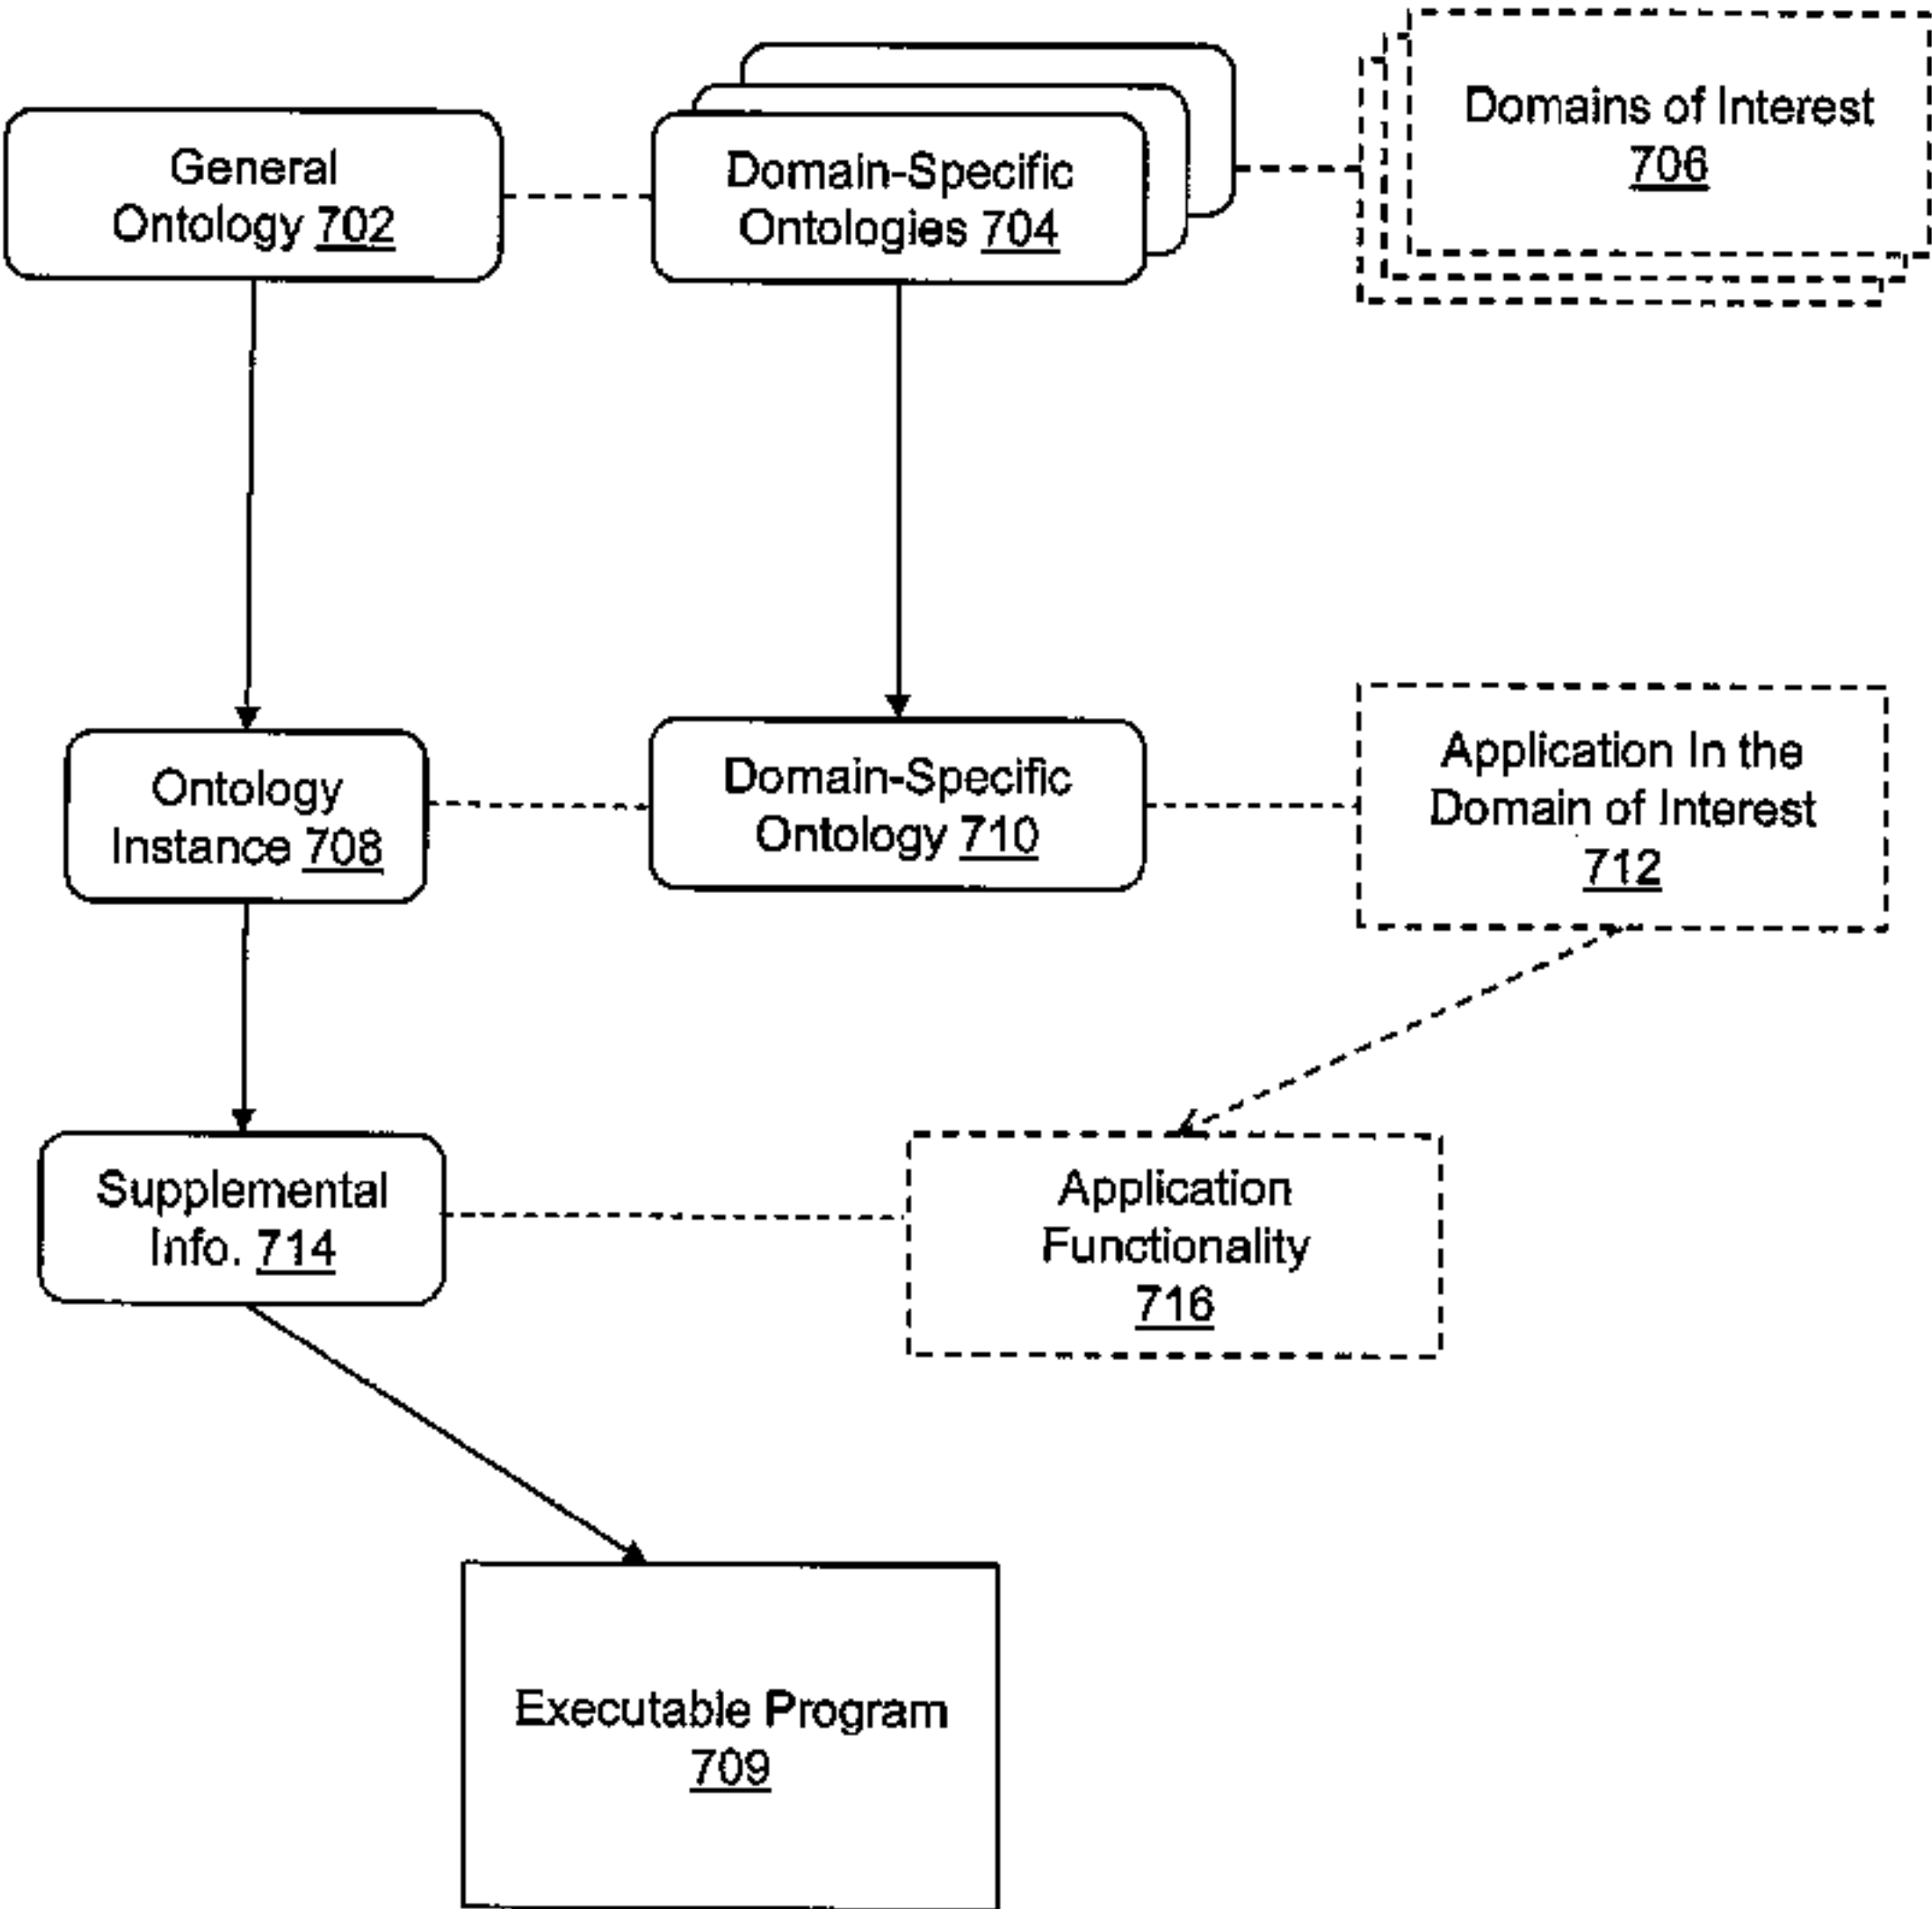 General
Ontology 702
Domain-Specific
Ontologies 704
Domains of Interest
706
Ontology
Instance 708
Domain-Specific
Ontology 710
Application In the
Domain of Interest
712
Supplemental
Info. 714
Application
Functionality
716
Executable Program
709